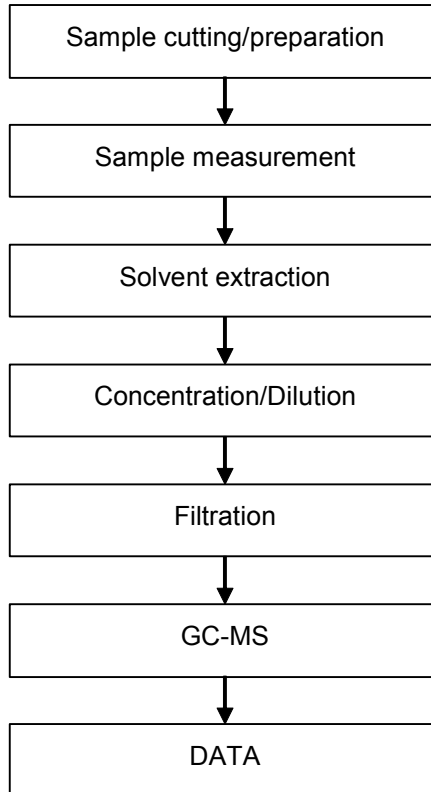 Sample cutting/preparation
Sample measurement
Solvent extraction
Concentration/Dilution
Filtration
GC-MS
DATA